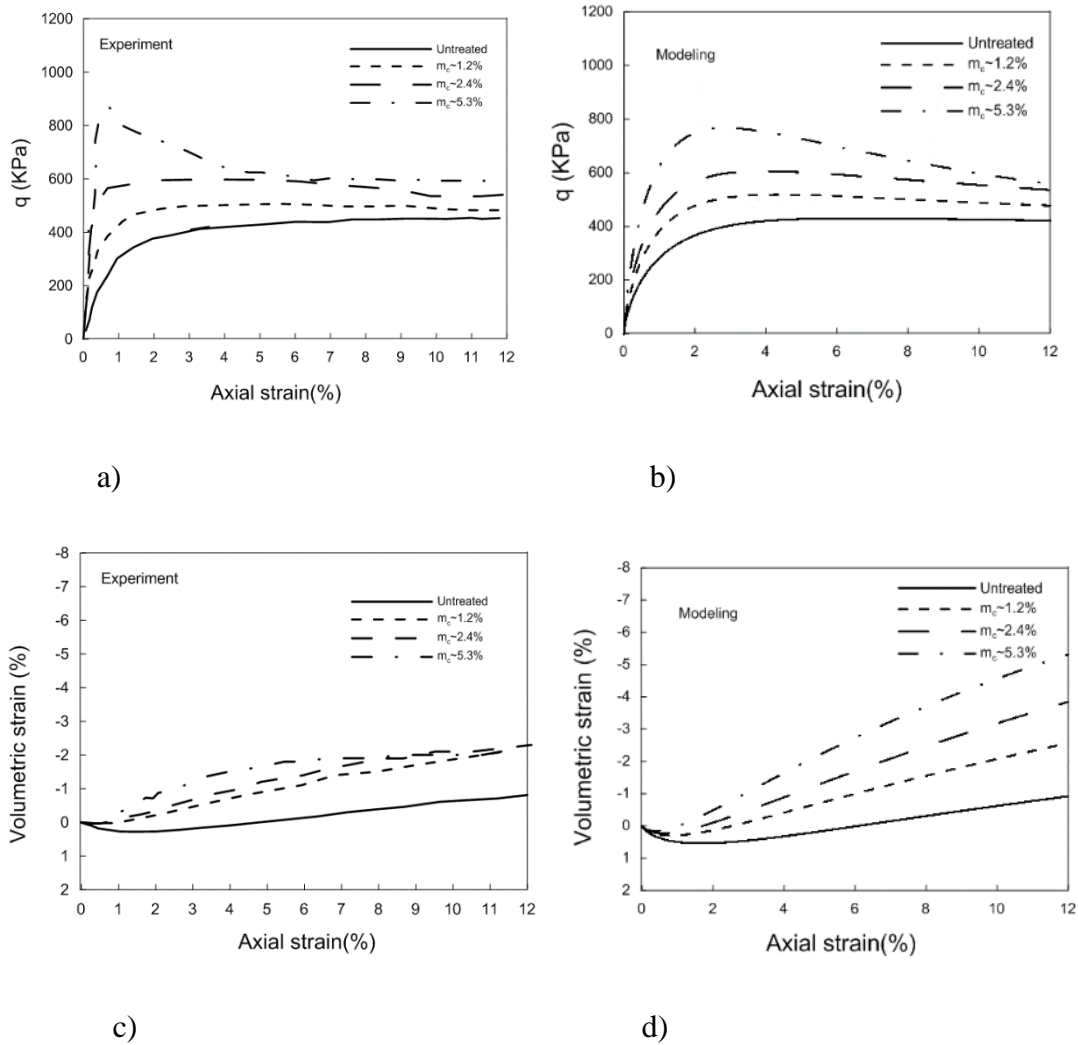 1200
1000
800
600
400
200
0
q (KPa)
Experiment
Untreated
mc~1.2%
mc~2.4%
mc~5.3%
0 1 2 3 4 5 6 7 8 9 10 11 12
Axial strain(%)
a)
1200
1000
800
600
400
200
0
q (KPa)
Modeling
Untreated
mc~1.2%
mc~2.4%
mc~5.3%
0 2 4 6 8 10 12
Axial strain(%)
b)
-8
-7
-6
-5
-4
-3
-2
-1
0
1
2
Volumetric strain (%)
Experiment
Untreated
mc~1.2%
mc~2.4%
mc~5.3%
0 1 2 3 4 5 6 7 8 9 10 11 12
Axial strain(%)
c)
-8
-7
-6
-5
-4
-3
-2
-1
0
1
2
Volumetric strain (%)
Modeling
Untreated
mc~1.2%
mc~2.4%
mc~5.3%
0 2 4 6 8 10 12
Axial strain(%)
d)